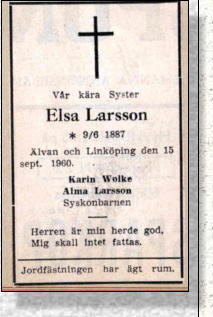 Vår kära Syster
Elsa Larsson
* 9/6 1887
Älvan och Linköping den 15
sept. 1960.
Karin Wolke
Alma Larsson
Syskonbarnen
Herren är min herde god,
Mig skall intet fattas.
Jordfästningen har ägt rum.